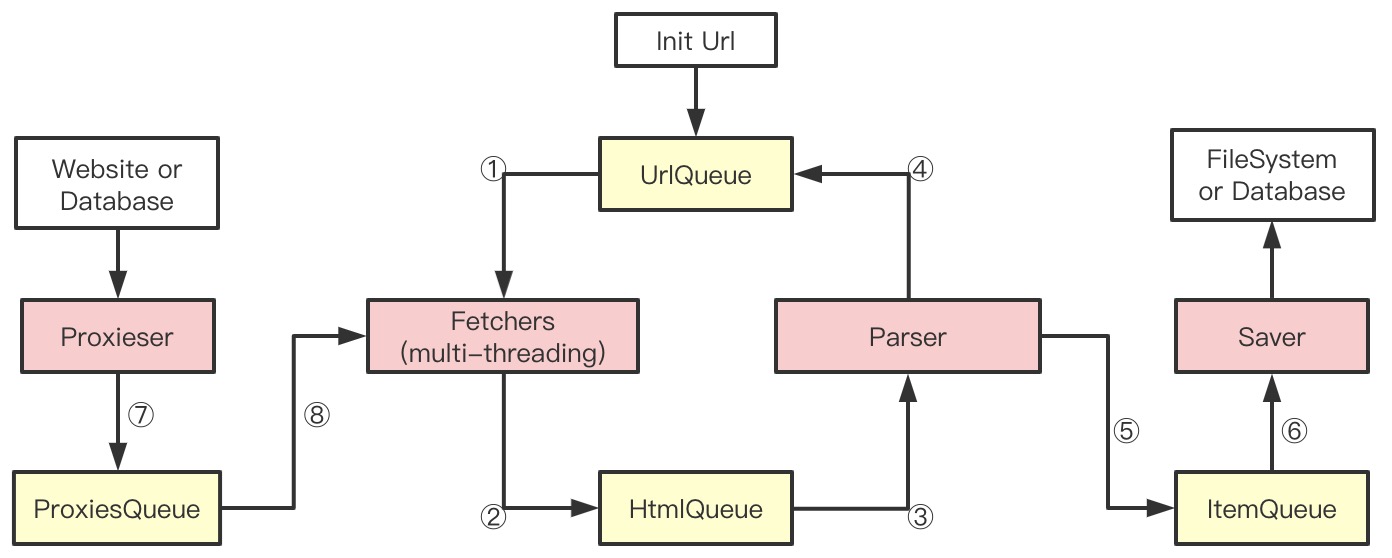 Init Url
Website or
Database
①
UrlQueue
④
FileSystem
or Database
Proxieser
Fetchers
(multi-threading)
Parser
Saver
⑦
⑧
⑤
⑥
ProxiesQueue
②
HtmlQueue
③
ItemQueue